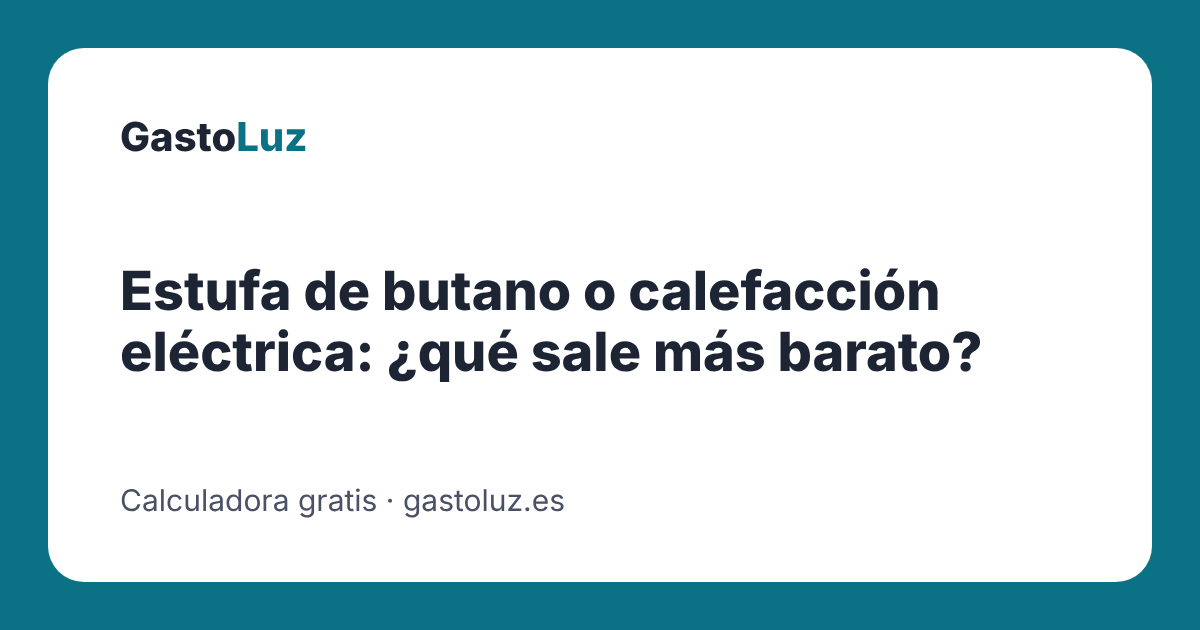 GastoLuz
Estufa de butano o calefacción
eléctrica: ¿qué sale más barato?
Calculadora gratis · gastoluz.es